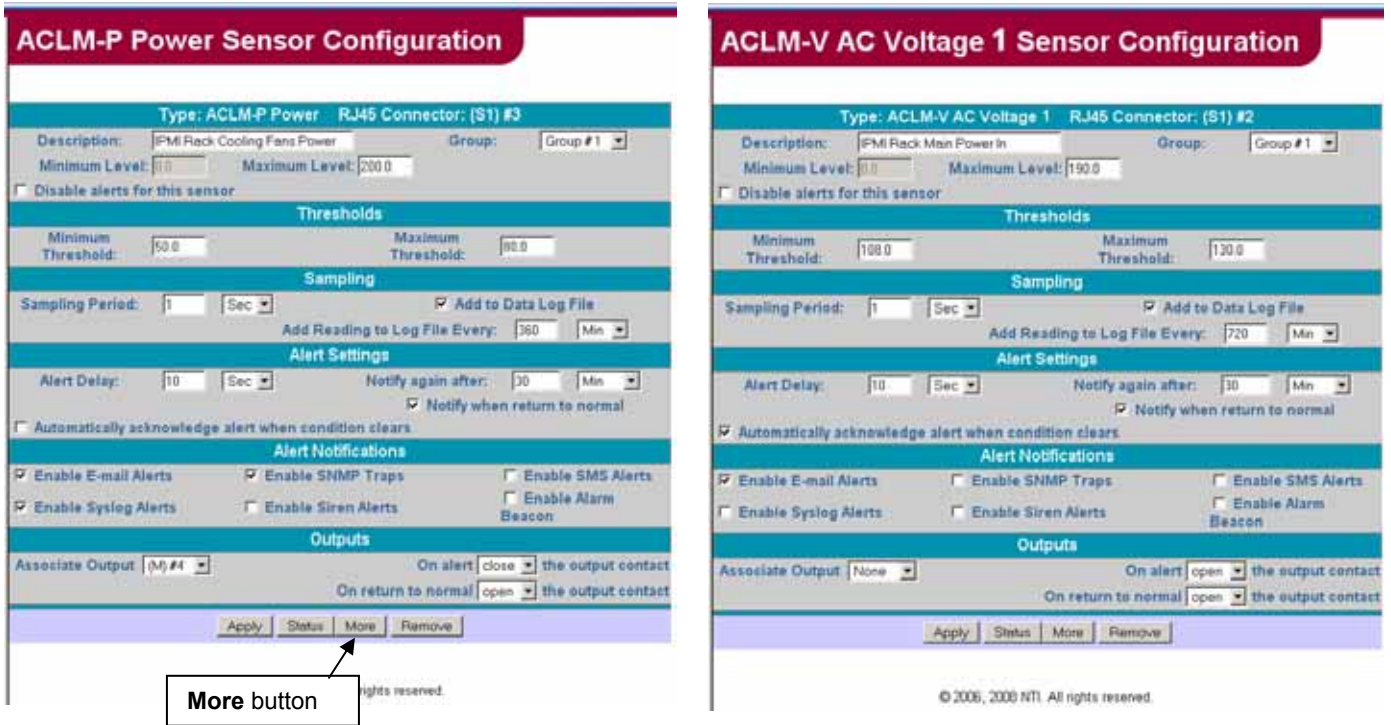 ACLM-P Power Sensor Configuration
Type: ACLM-P Power RJ45 Connector: (S1) #3
Description: IPMI Rack Cooling Fans Power Group: Group #1
Minimum Level: 0.0 Maximum Level: 200.0
Disable alerts for this sensor
Thresholds
Minimum Threshold: 50.0 Maximum Threshold: 80.0
Sampling
Sampling Period: 1 Sec Add to Data Log File
Add Reading to Log File Every: 360 Min
Alert Settings
Alert Delay: 10 Sec Notify again after: 30 Min
Notify when return to normal
Automatically acknowledge alert when condition clears
Alert Notifications
Enable E-mail Alerts Enable SNMP Traps Enable SMS Alerts
Enable Syslog Alerts Enable Siren Alerts Enable Alarm Beacon
Outputs
Associate Output (M) #4 On alert close the output contact
On return to normal open the output contact
Apply Status More Remove
More button
rights reserved.
ACLM-V AC Voltage 1 Sensor Configuration
Type: ACLM-V AC Voltage 1 RJ45 Connector: (S1) #2
Description: IPMI Rack Main Power In Group: Group #1
Minimum Level: 0.0 Maximum Level: 190.0
Disable alerts for this sensor
Thresholds
Minimum Threshold: 108.0 Maximum Threshold: 130.0
Sampling
Sampling Period: 1 Sec Add to Data Log File
Add Reading to Log File Every: 720 Min
Alert Settings
Alert Delay: 10 Sec Notify again after: 30 Min
Notify when return to normal
Automatically acknowledge alert when condition clears
Alert Notifications
Enable E-mail Alerts Enable SNMP Traps Enable SMS Alerts
Enable Syslog Alerts Enable Siren Alerts Enable Alarm Beacon
Outputs
Associate Output None On alert open the output contact
On return to normal open the output contact
Apply Status More Remove
© 2006, 2008 NTI. All rights reserved.